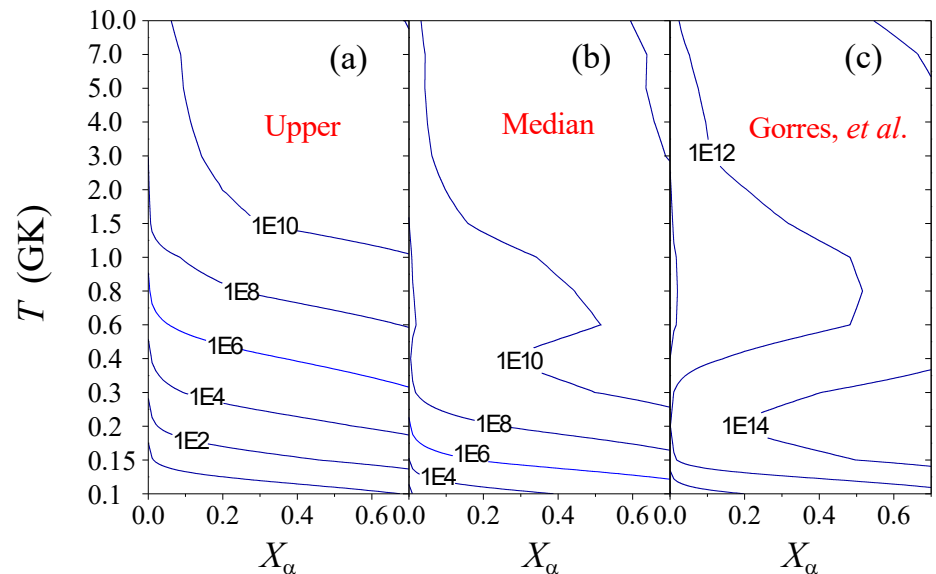 (a) (b) (c)
Upper Median Gorres, et al.
T (GK)
10
7.0
5.0
4.0
3.0
2.0
1.5
1.0
0.8
0.6
0.4
0.3
0.2
0.15
0.1
1E10
1E8
1E6
1E4
1E2
1E10
1E8
1E6
1E4
1E12
1E14
0.0 0.2 0.4 0.6 0.0 0.2 0.4 0.6 0.0 0.2 0.4 0.6
Xα Xα Xα